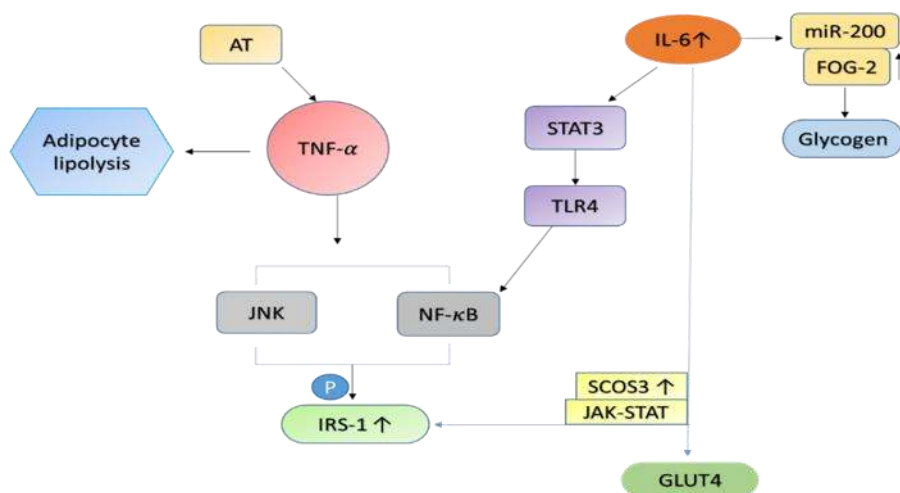 AT
IL-6↑
miR-200
FOG-2 ↑
Adipocyte
lipolysis
TNF-α
STAT3
Glycogen
TLR4
JNK
NF-κB
P
SCOS3 ↑
JAK-STAT
IRS-1 ↑
GLUT4